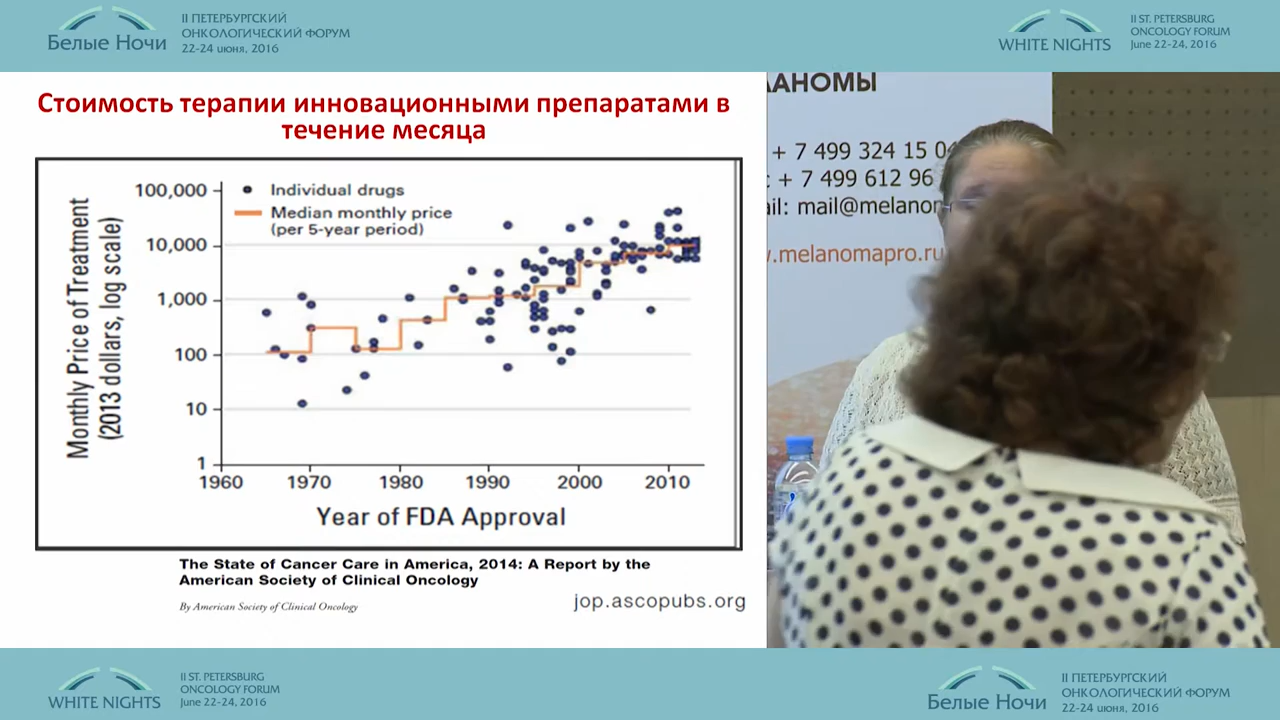 II ПЕТЕРБУРГСКИЙ
ОНКОЛОГИЧЕСКИЙ ФОРУМ
Белые Ночи
22-24 июня, 2016
II ST. PETERSBURG
ONCOLOGY FORUM
WHITE NIGHTS
June 22-24, 2016
Стоимость терапии инновационными препаратами в
течение месяца
Monthly Price of Treatment
(2013 dollars, log scale)
100,000
10,000
1,000
100
10
1
Individual drugs
Median monthly price
(per 5-year period)
1960 1970 1980 1990 2000 2010
Year of FDA Approval
The State of Cancer Care in America, 2014: A Report by the
American Society of Clinical Oncology
By American Society of Clinical Oncology
jop.ascopubs.org
+ 7 499 324 15 04
+ 7 499 612 96
mail@melanom
.melanomapro.ru
II ST. PETERSBURG
ONCOLOGY FORUM
WHITE NIGHTS
June 22-24, 2016
II ПЕТЕРБУРГСКИЙ
ОНКОЛОГИЧЕСКИЙ ФОРУМ
Белые Ночи
22-24 июня, 2016